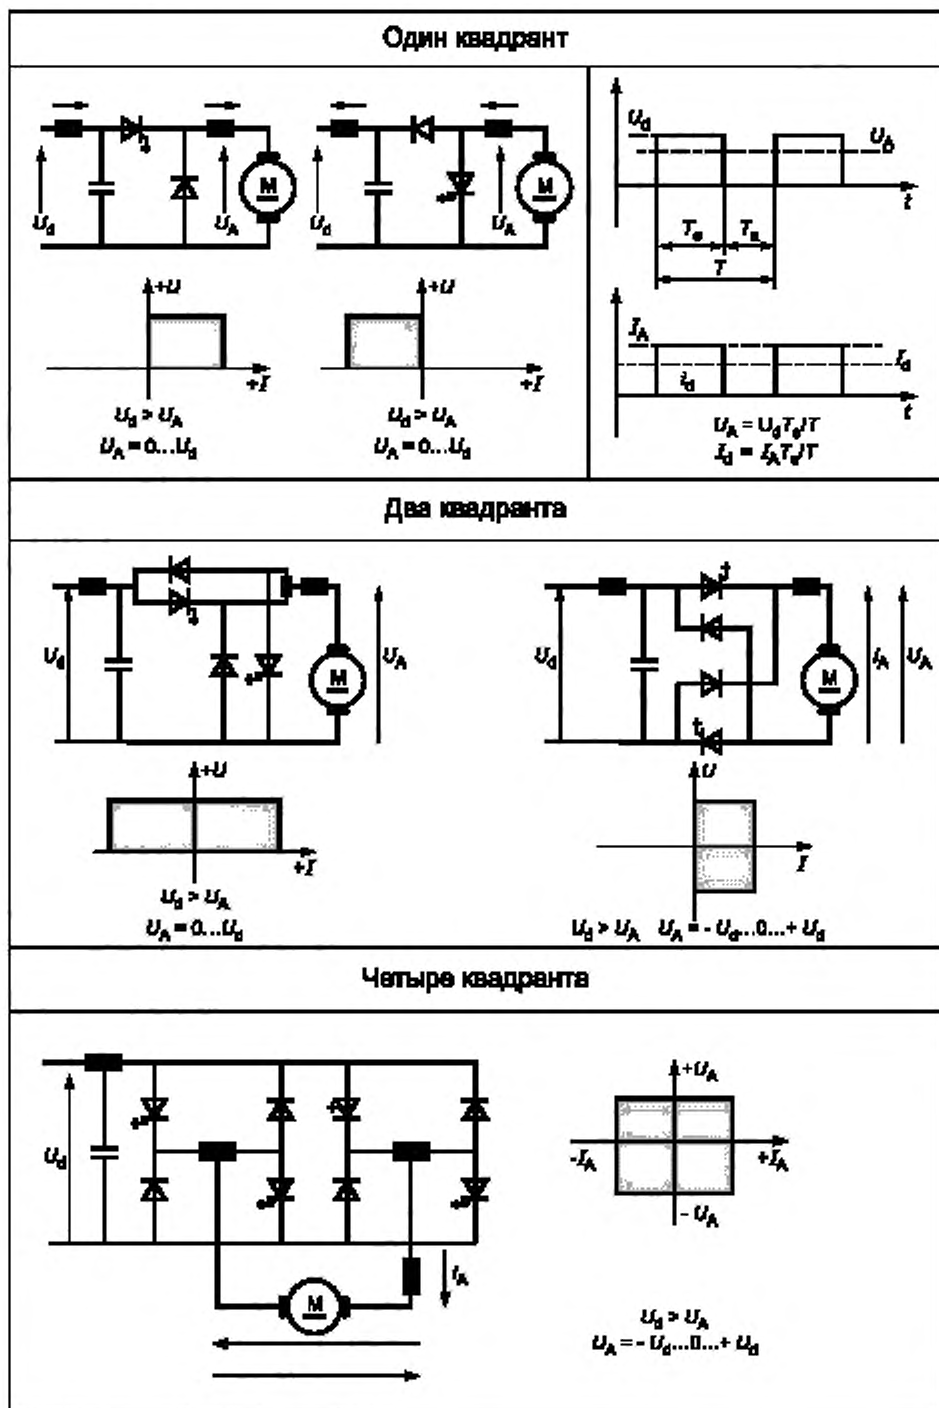 Один квадрант
U_d
U_A
M
U_d
U_A
M
+U
+I
U_d > U_A
U_A = 0...U_d
+U
+I
U_d > U_A
U_A = 0...U_d
U_d
t
T
I_A
I_d
i_d
t
U_A = U_d T_e/T
I_d = I_A T_e/T
Два квадранта
U_d
M
U_A
+U
+I
U_d > U_A
U_A = 0...U_d
U_d
M
I_A
U_A
U
I
U_d > U_A U_A = - U_d...0...+ U_d
Четыре квадранта
U_d
M
i_A
+U_A
-I_A
+I_A
- U_A
U_d > U_A
U_A = - U_d...0...+ U_d